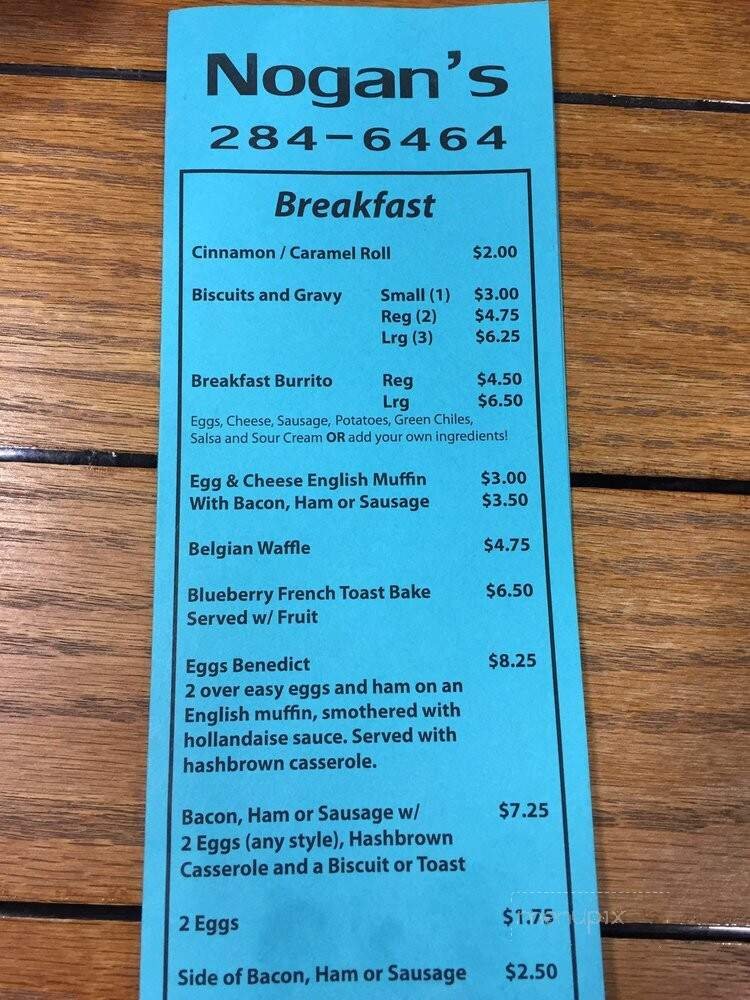 Nogan's
284-6464
Breakfast
Cinnamon / Caramel Roll $2.00
Biscuits and Gravy Small (1) $3.00
Reg (2) $4.75
Lrg (3) $6.25
Breakfast Burrito Reg $4.50
Lrg $6.50
Eggs, Cheese, Sausage, Potatoes, Green Chiles,
Salsa and Sour Cream OR add your own ingredients!
Egg & Cheese English Muffin $3.00
With Bacon, Ham or Sausage $3.50
Belgian Waffle $4.75
Blueberry French Toast Bake $6.50
Served w/ Fruit
Eggs Benedict $8.25
2 over easy eggs and ham on an
English muffin, smothered with
hollandaise sauce. Served with
hashbrown casserole.
Bacon, Ham or Sausage w/ $7.25
2 Eggs (any style), Hashbrown
Casserole and a Biscuit or Toast
2 Eggs $1.75
menupix
Side of Bacon, Ham or Sausage $2.50